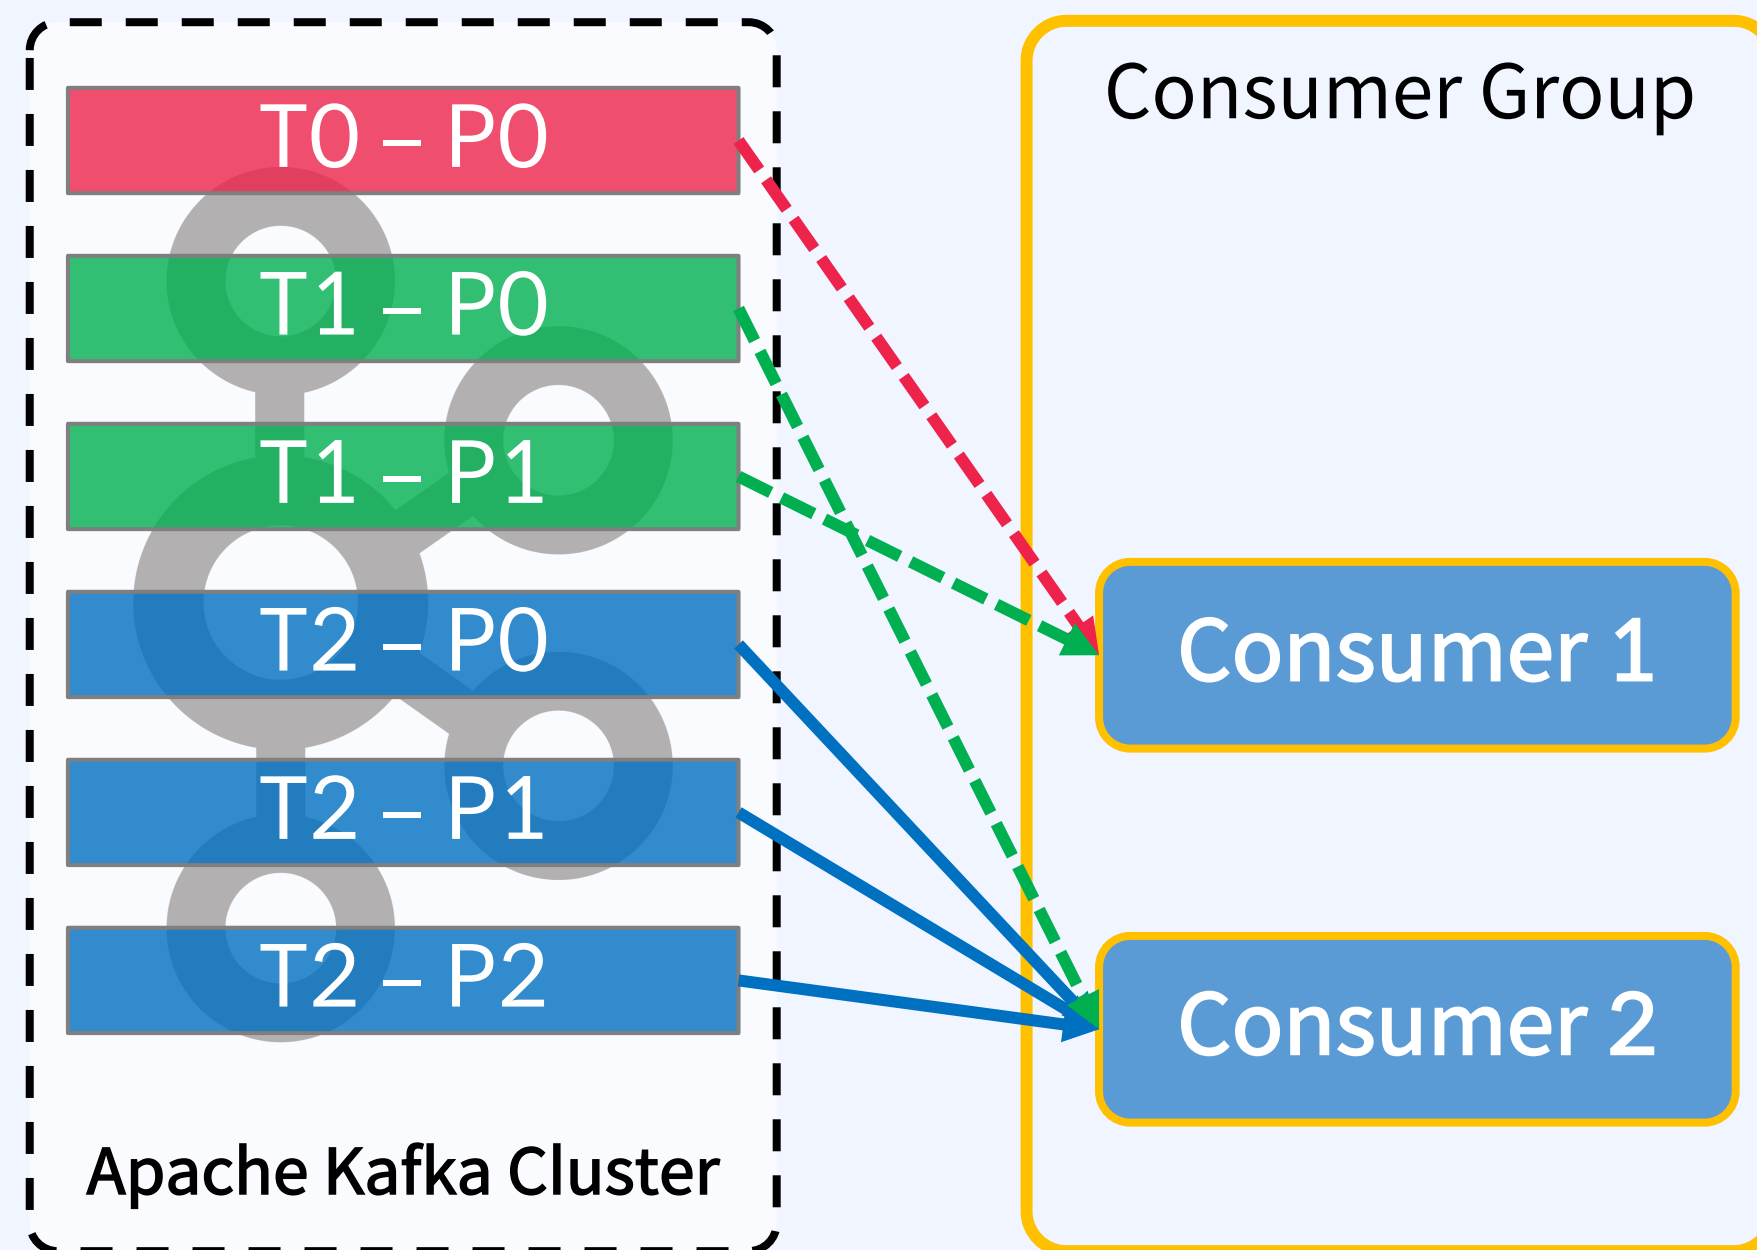 T0 – P0
T1 – P0
T1 – P1
T2 – P0
T2 – P1
T2 – P2
Apache Kafka Cluster
Consumer Group
Consumer 1
Consumer 2